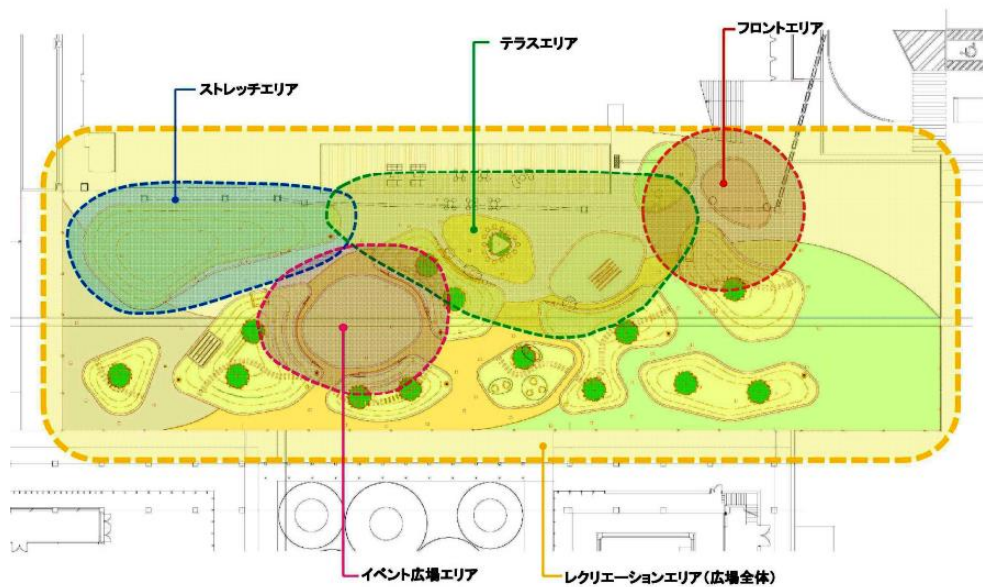 フロントエリア
テラスエリア
ストレッチエリア
イベント広場エリア
レクリエーションエリア(広場全体)